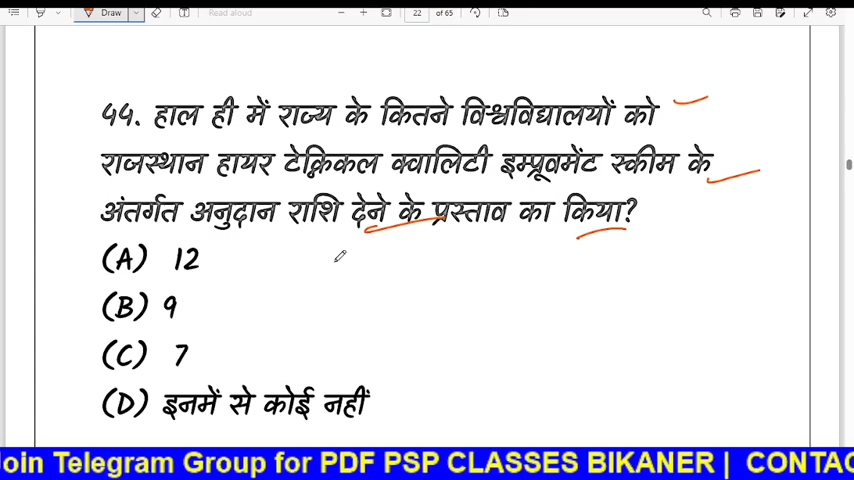 Draw
Read aloud
22 of 65
44. हाल ही में राज्य के कितने विश्वविद्यालयों को
राजस्थान हायर टेक्निकल क्वालिटी इम्प्रूवमेंट स्कीम के
अंतर्गत अनुदान राशि देने के प्रस्ताव का किया?
(A) 12
(B) 9
(C) 7
(D) इनमें से कोई नहीं
Join Telegram Group for PDF PSP CLASSES BIKANER | CONTAC